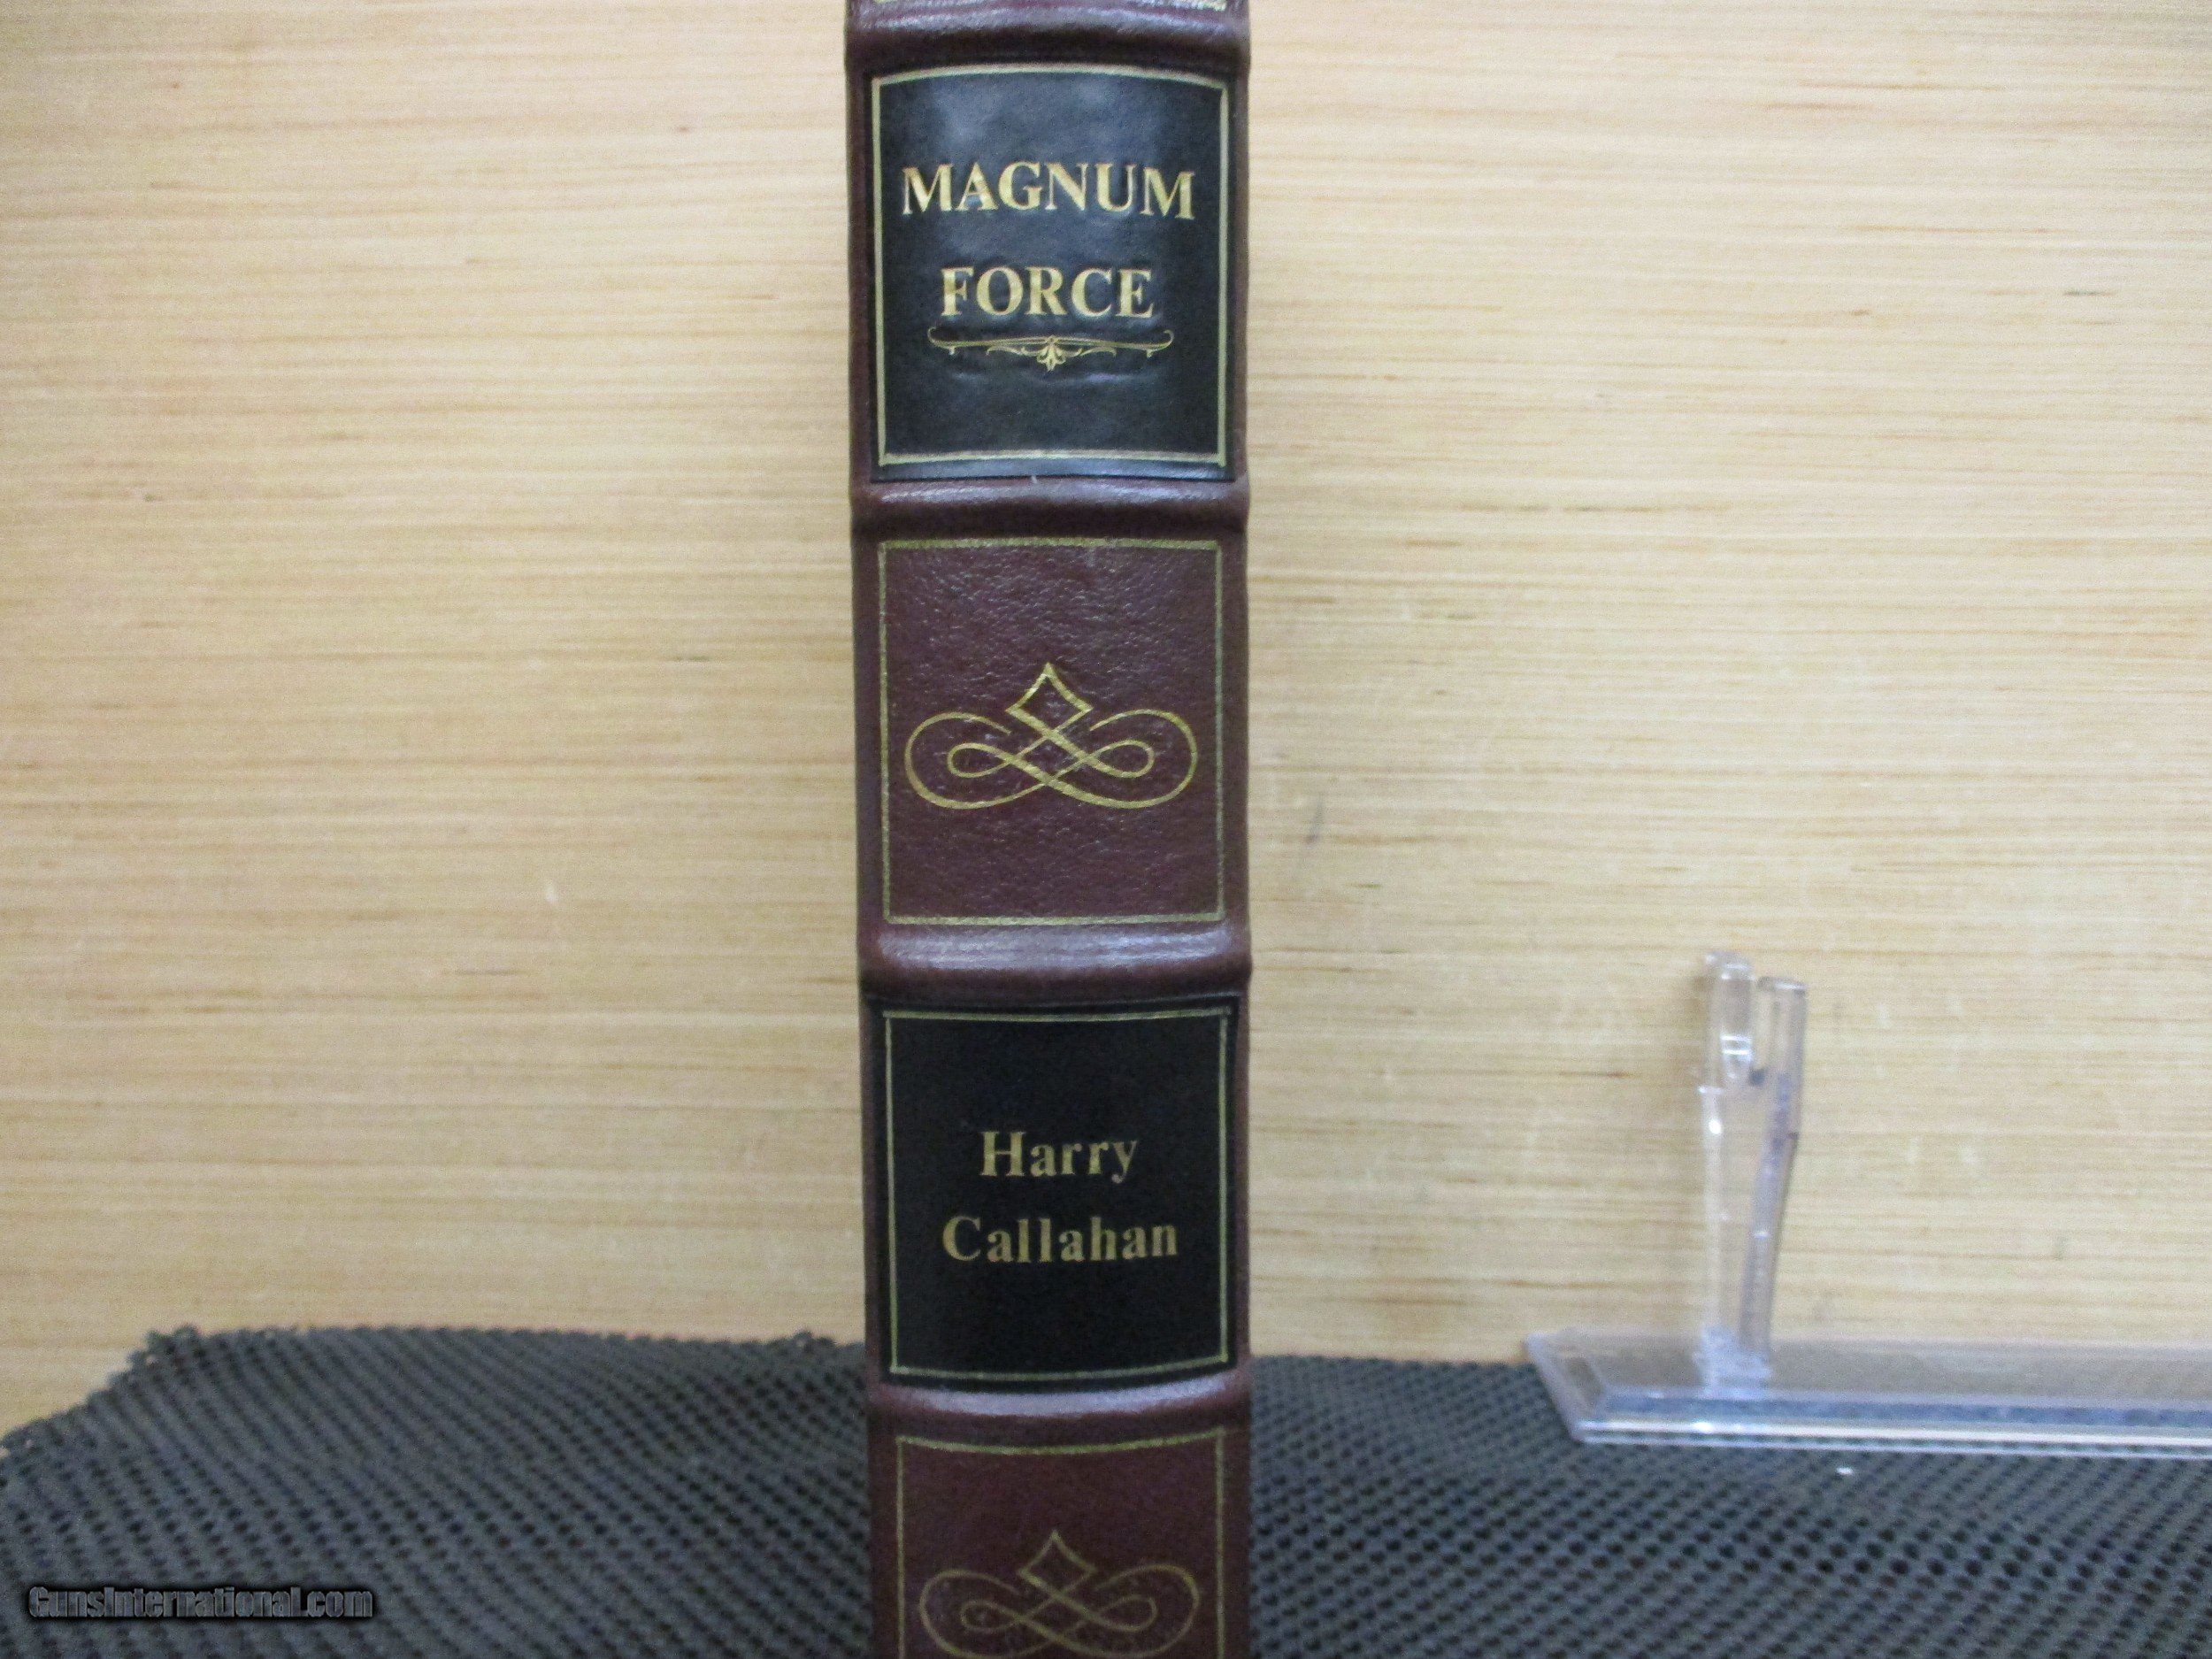 MAGNUM
FORCE
Harry
Callahan
GunsInternational.com